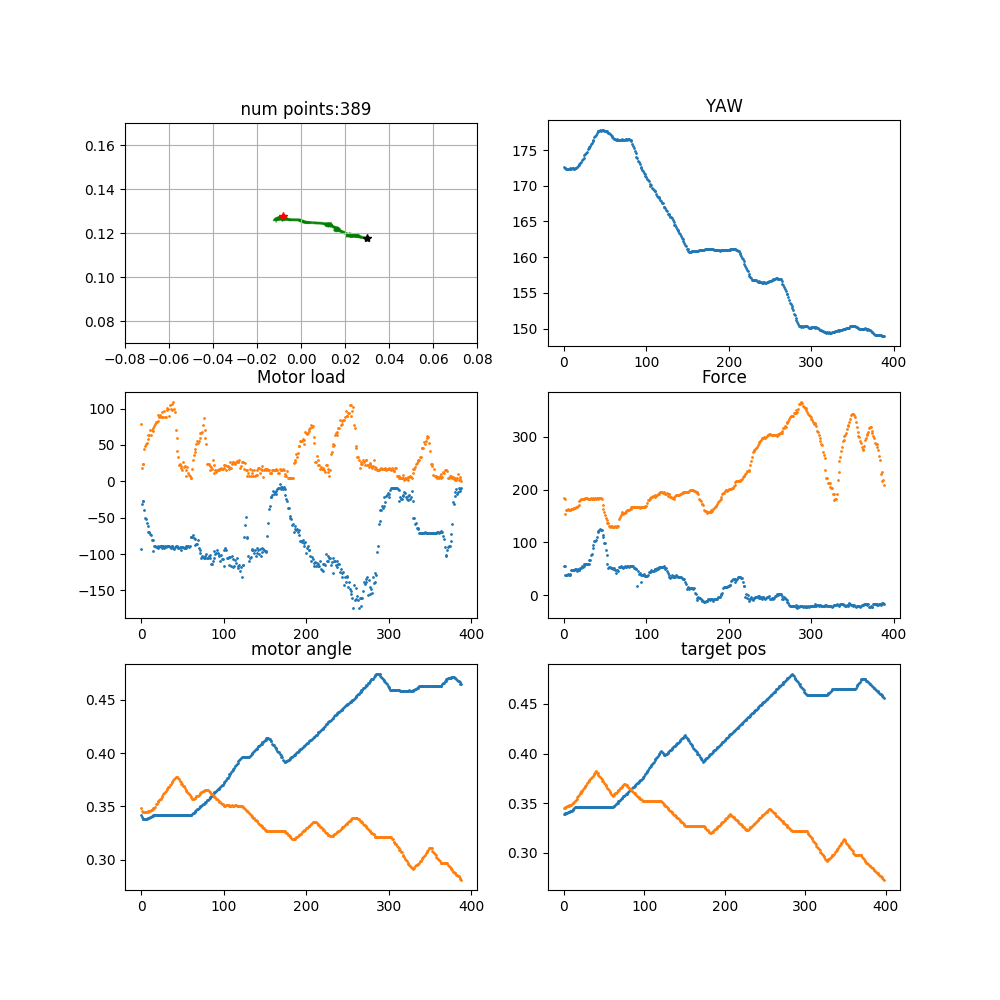 num points:389
YAW
0.16
0.14
0.12
0.10
0.08
−0.08 −0.06 −0.04 −0.02 0.00 0.02 0.04 0.06 0.08
175
170
165
160
155
150
0 100 200 300 400
Motor load
Force
100
50
0
−50
−100
−150
0 100 200 300 400
300
200
100
0
0 100 200 300 400
motor angle
target pos
0.45
0.40
0.35
0.30
0 100 200 300 400
0.45
0.40
0.35
0.30
0 100 200 300 400